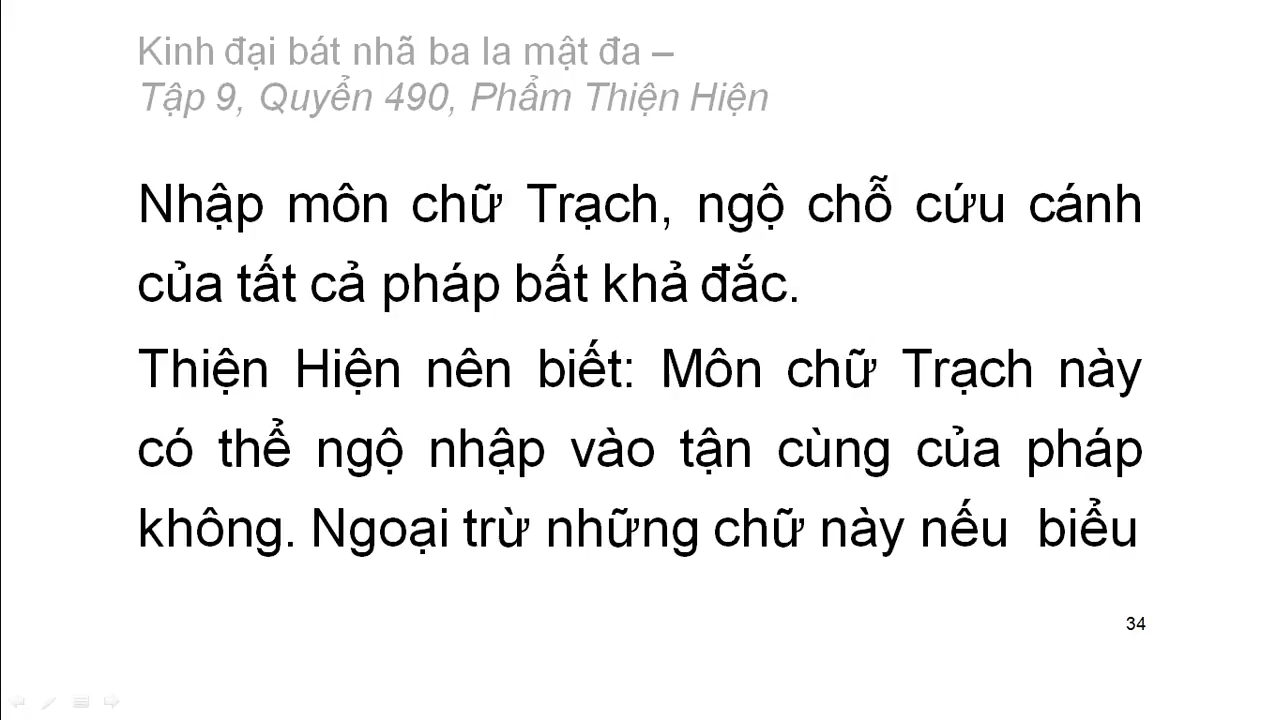 Kinh đại bát nhã ba la mật đa –
Tập 9, Quyển 490, Phẩm Thiện Hiện
Nhập môn chữ Trạch, ngộ chỗ cứu cánh
của tất cả pháp bất khả đắc.
Thiện Hiện nên biết: Môn chữ Trạch này
có thể ngộ nhập vào tận cùng của pháp
không. Ngoại trừ những chữ này nếu biểu
34